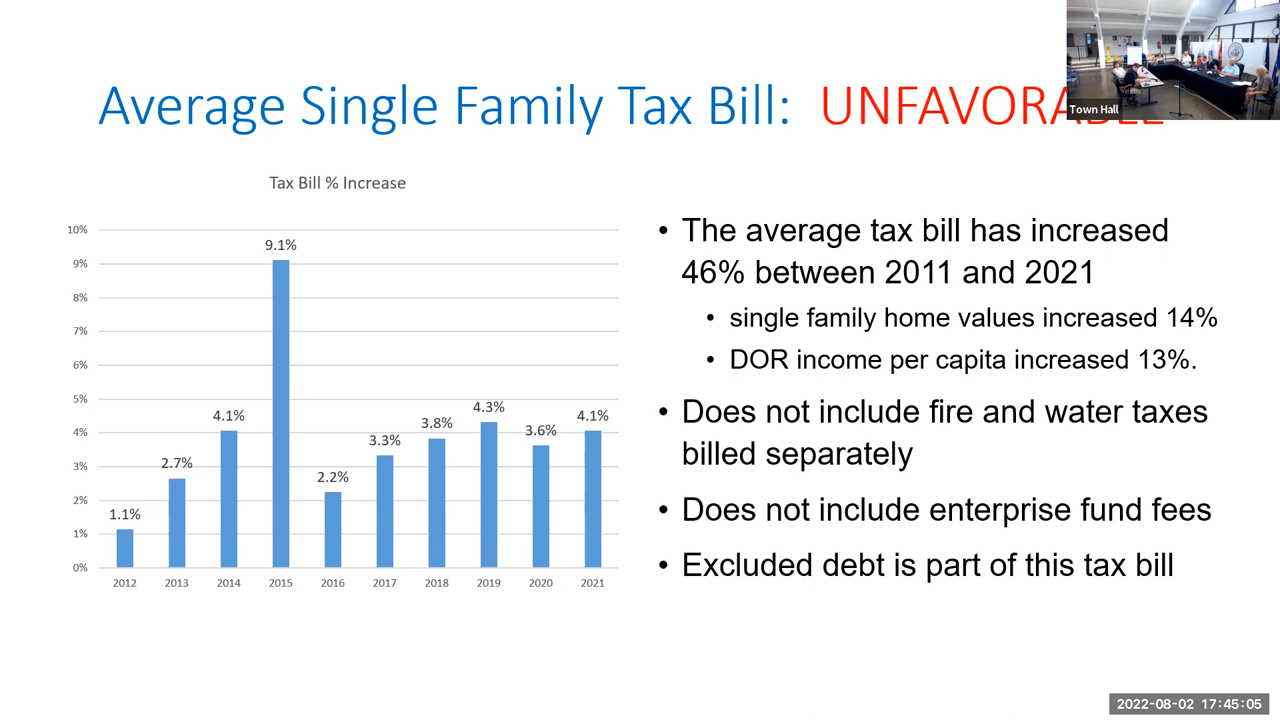 Average Single Family Tax Bill:
Town Hall
Tax Bill % Increase
10%
9%
8%
7%
6%
5%
4%
3%
2%
1%
0%
1.1%
2.7%
4.1%
9.1%
2.2%
3.3%
3.8%
4.3%
3.6%
4.1%
2012
2013
2014
2015
2016
2017
2018
2019
2020
2021
• The average tax bill has increased
46% between 2011 and 2021
• single family home values increased 14%
• DOR income per capita increased 13%.
• Does not include fire and water taxes
billed separately
• Does not include enterprise fund fees
• Excluded debt is part of this tax bill
2022-08-02 17:45:05